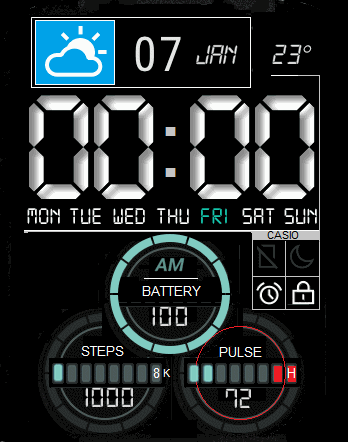 07 JAN 23°
00:00
MON TUE WED THU FRI SAT SUN
CASIO
AM
BATTERY
100
STEPS
8 K
1000
PULSE
H
72